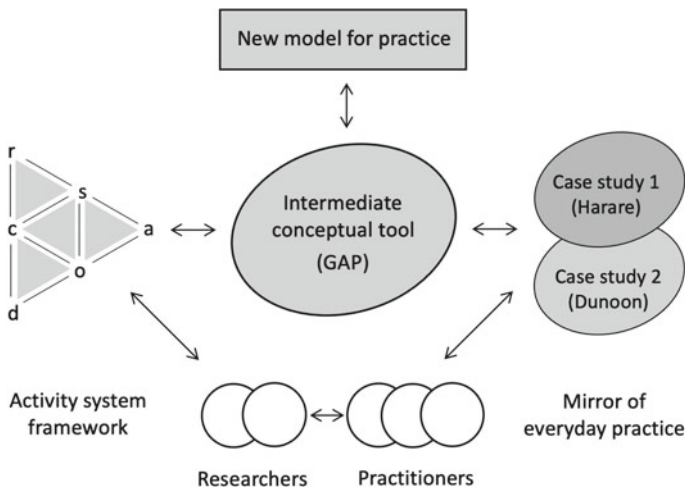 New model for practice
r
s
c
a
o
d
Intermediate
conceptual tool
(GAP)
Case study 1
(Harare)
Case study 2
(Dunoon)
Activity system
framework
Mirror of
everyday practice
Researchers
Practitioners